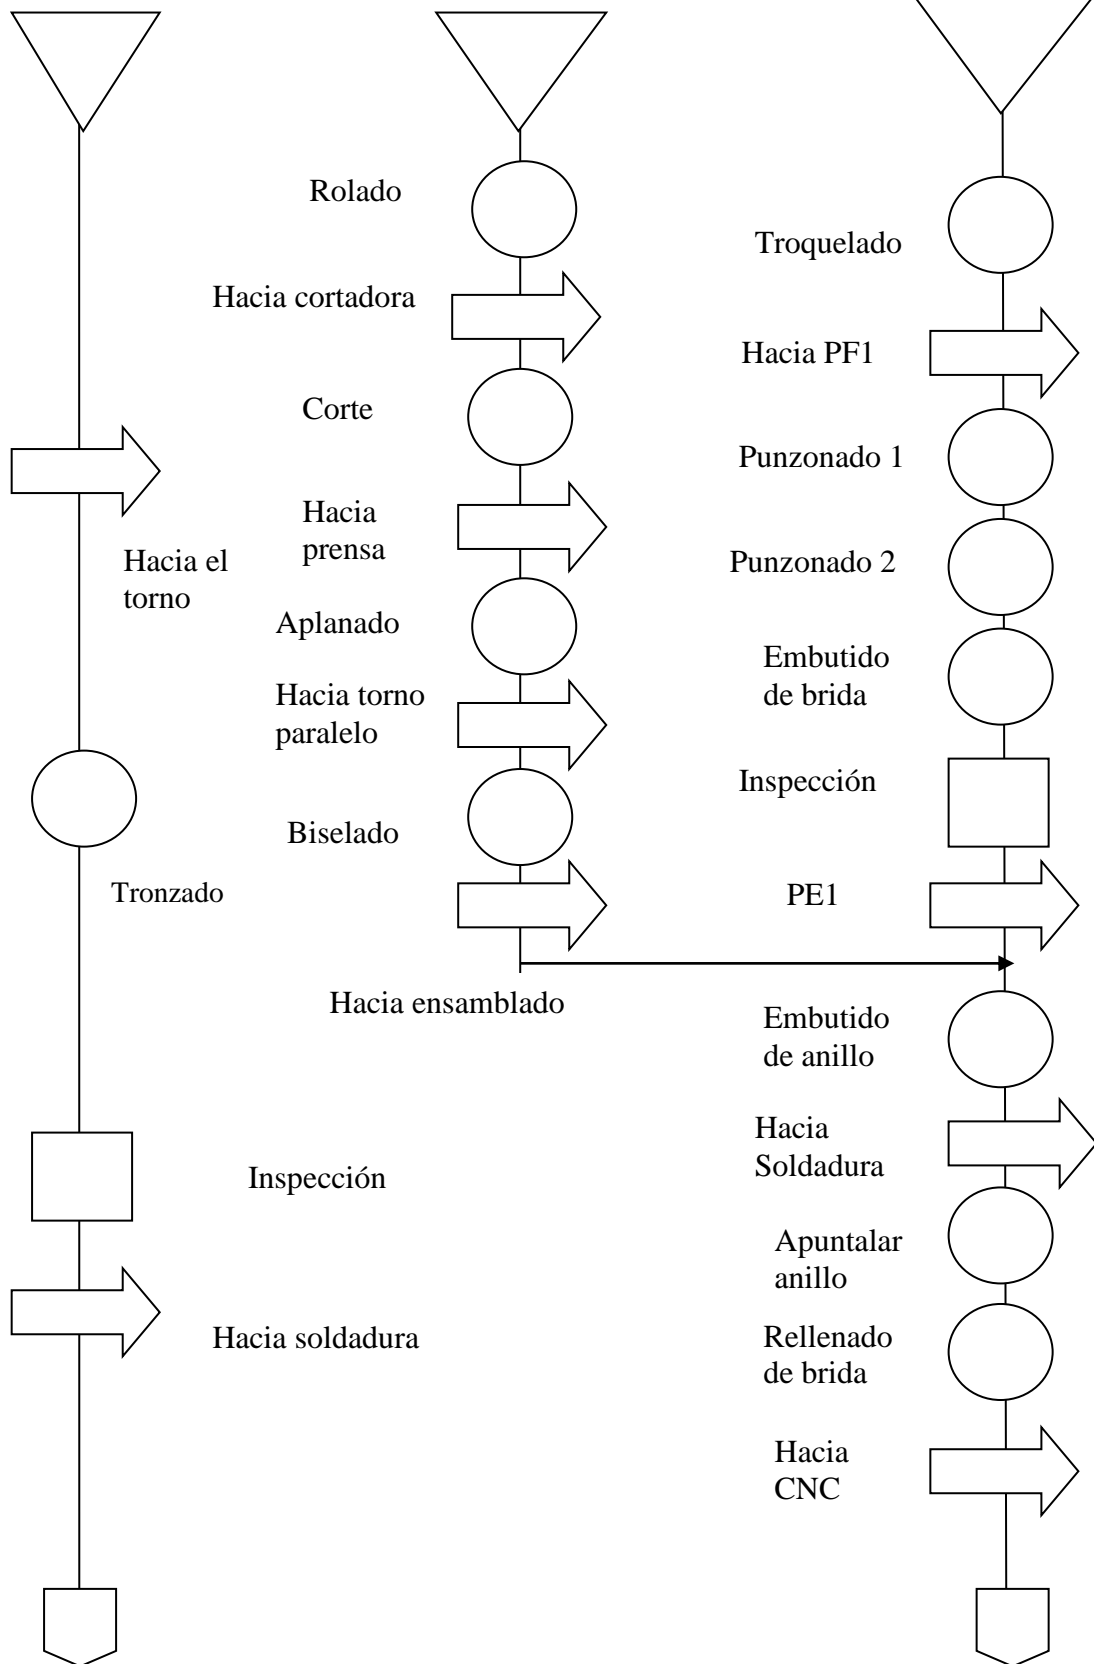 Hacia el
torno
Tronzado
Inspección
Hacia soldadura
Rolado
Hacia cortadora
Corte
Hacia
prensa
Aplanado
Hacia torno
paralelo
Biselado
Hacia ensamblado
Troquelado
Hacia PF1
Punzonado 1
Punzonado 2
Embutido
de brida
Inspección
PE1
Embutido
de anillo
Hacia
Soldadura
Apuntalar
anillo
Rellenado
de brida
Hacia
CNC